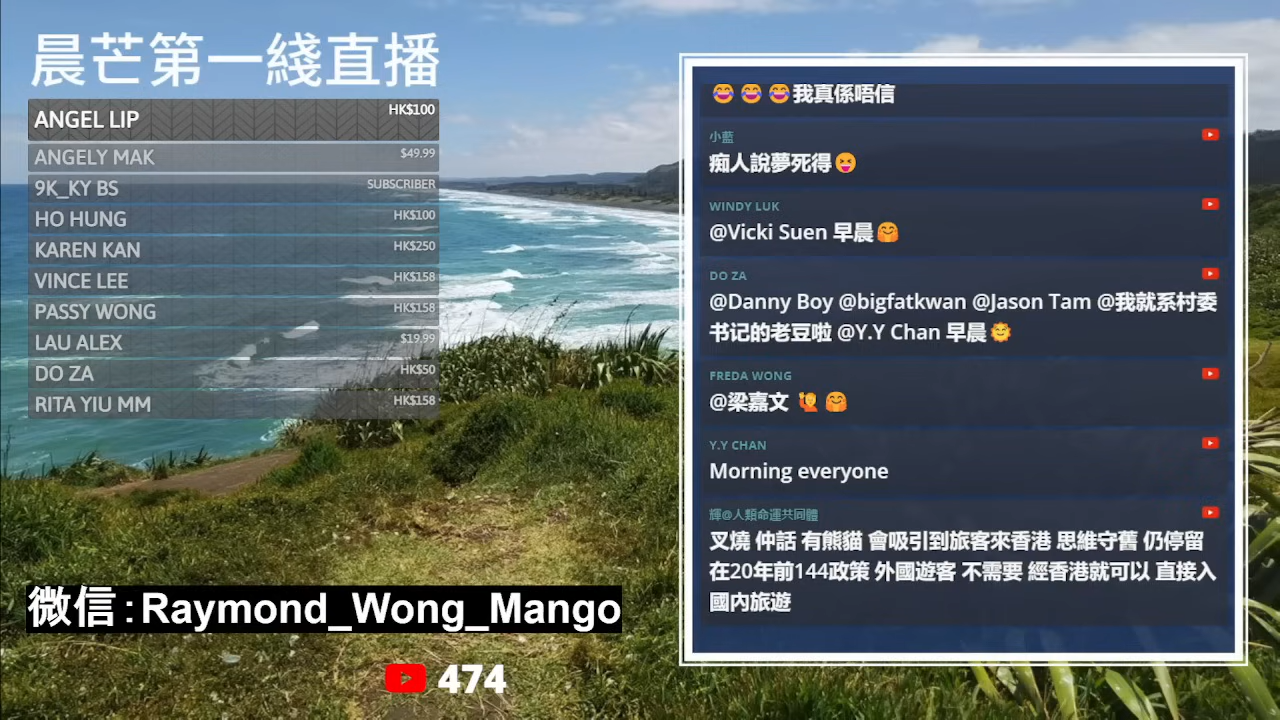 晨芒第一綫直播
ANGEL LIP HK$100
ANGELY MAK $49.99
9K_KY BS SUBSCRIBER
HO HUNG HK$100
KAREN KAN HK$250
VINCE LEE HK$158
PASSY WONG HK$158
LAU ALEX $19.99
DO ZA HK$50
RITA YIU MM HK$158
微信:Raymond_Wong_Mango
474
😂 😂 😂我真係唔信
小藍
痴人說夢死得😝
WINDY LUK
@Vicki Suen 早晨🤗
DO ZA
@Danny Boy @bigfatkwan @Jason Tam @我就系村委
书记的老豆啦 @Y.Y Chan 早晨🌞
FREDA WONG
@梁嘉文 🙋 🤗
Y.Y CHAN
Morning everyone
輝@人類命運共同體
叉燒 仲話 有熊貓 會吸引到旅客來香港 思維守舊 仍停留
在20年前144政策 外國遊客 不需要 經香港就可以 直接入
國內旅遊